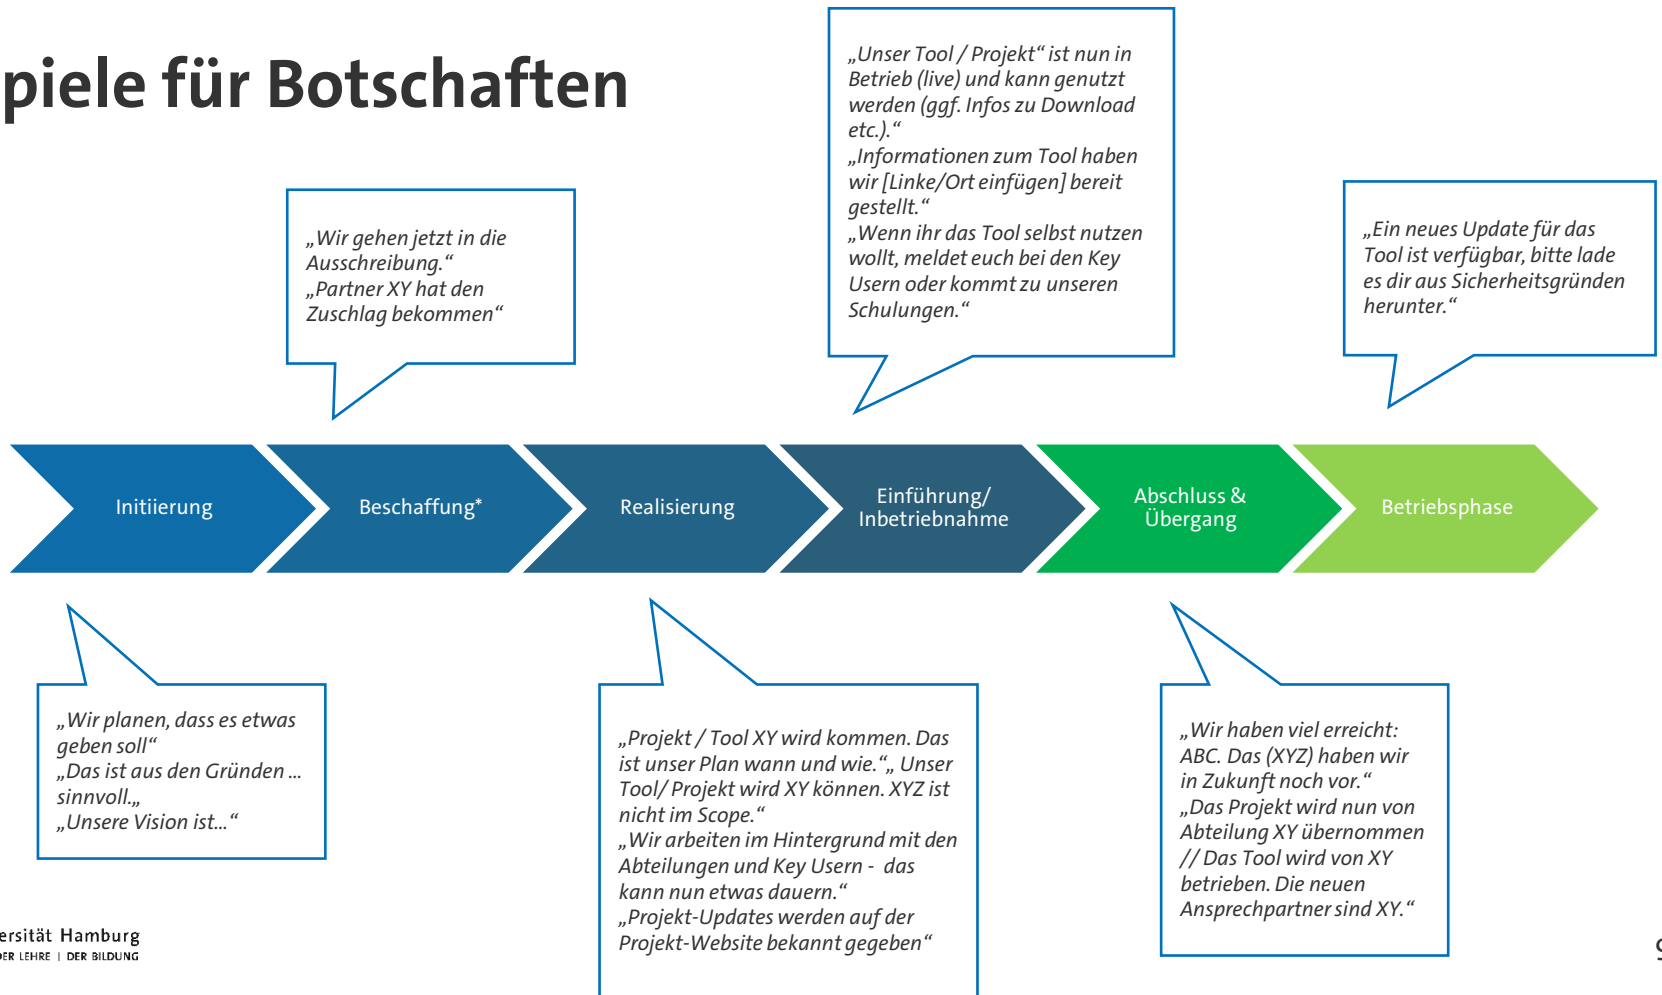 piele für Botschaften
„Unser Tool / Projekt“ ist nun in
Betrieb (live) und kann genutzt
werden (ggf. Infos zu Download
etc.).“
„Informationen zum Tool haben
wir [Linke/Ort einfügen] bereit
gestellt.“
„Wenn ihr das Tool selbst nutzen
wollt, meldet euch bei den Key
Usern oder kommt zu unseren
Schulungen.“
„Wir gehen jetzt in die
Ausschreibung.“
„Partner XY hat den
Zuschlag bekommen“
„Ein neues Update für das
Tool ist verfügbar, bitte lade
es dir aus Sicherheitsgründen
herunter.“
Initiierung
Beschaffung*
Realisierung
Einführung/
Inbetriebnahme
Abschluss &
Übergang
Betriebsphase
„Wir planen, dass es etwas
geben soll“
„Das ist aus den Gründen ...
sinnvoll.„
„Unsere Vision ist...“
„Projekt / Tool XY wird kommen. Das
ist unser Plan wann und wie.“„ Unser
Tool/ Projekt wird XY können. XYZ ist
nicht im Scope.“
„Wir arbeiten im Hintergrund mit den
Abteilungen und Key Usern -  das
kann nun etwas dauern.“
„Projekt-Updates werden auf der
Projekt-Website bekannt gegeben“
„Wir haben viel erreicht:
ABC. Das (XYZ) haben wir
in Zukunft noch vor.“
„Das Projekt wird nun von
Abteilung XY übernommen
// Das Tool wird von XY
betrieben. Die neuen
Ansprechpartner sind XY.“
ersität Hamburg
DER LEHRE | DER BILDUNG
9